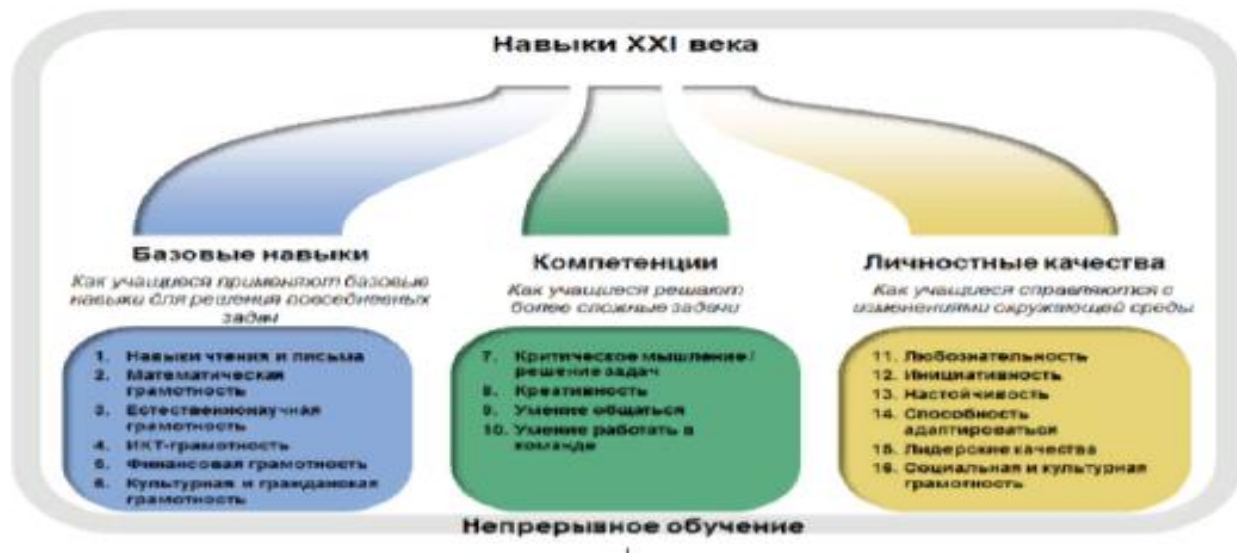 Навыки XXI века
Базовые навыки
Как учащиеся применяют базовые
навыки для решения повседневных
задач
1. Навыки чтения и письма
2. Математическая
грамотность
3. Естественнонаучная
грамотность
4. ИКТ-грамотность
5. Финансовая грамотность
6. Культурная и гражданская
грамотность
Компетенции
Как учащиеся решают
более сложные задачи
7. Критическое мышление /
решение задач
8. Креативность
9. Умение общаться
10. Умение работать в
команде
Личностные качества
Как учащиеся справляются с
изменениями окружающей среды
11. Любознательность
12. Инициативность
13. Настойчивость
14. Способность
адаптироваться
15. Лидерские качества
16. Социальная и культурная
грамотность
Непрерывное обучение